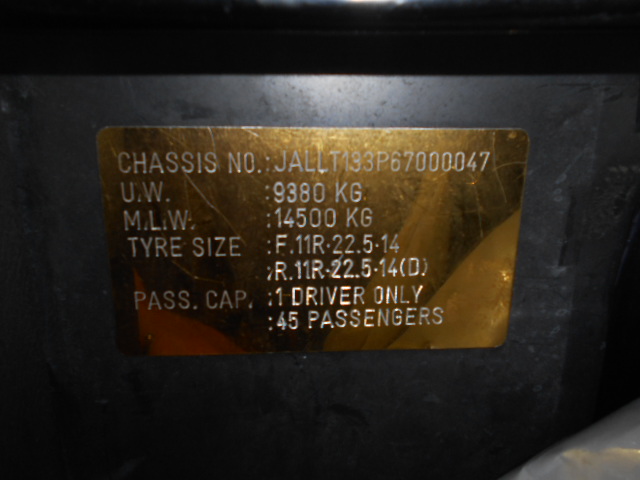 CHASSIS NO.:JALLT133P67000047
U.W. :9380 KG
M.L.W. :14500 KG
TYRE SIZE :F.11R·22.5·14
:R.11R·22.5·14(D)
PASS. CAP. :1 DRIVER ONLY
:45 PASSENGERS